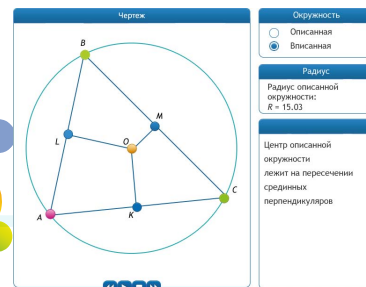 Чертеж
B
M
L
O
C
A
K
Окружность
Описанная
Вписанная
Радиус
Радиус описанной
окружности:
R = 15.03
Центр описанной
окружности
лежит на пересечении
срединных
перпендикуляров